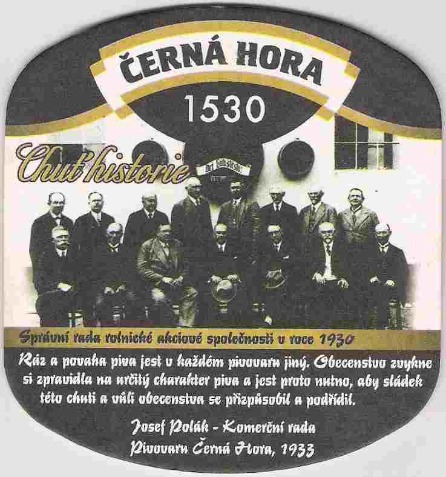 ČERNÁ HORA
1530
Chuť historie
Správní rada rolnické akciové společnosti v roce 1930
Ráz a povaha piva jest v každém pivovaru jiný. Obecenstvo zvykne
si zpravidla na určitý charakter piva a jest proto nutno, aby sládek
této chuti a vůli obecenstva se přizpůsobil a podřídil.
Josef Polák - Komerční rada
Pivovaru Černá Hora, 1933